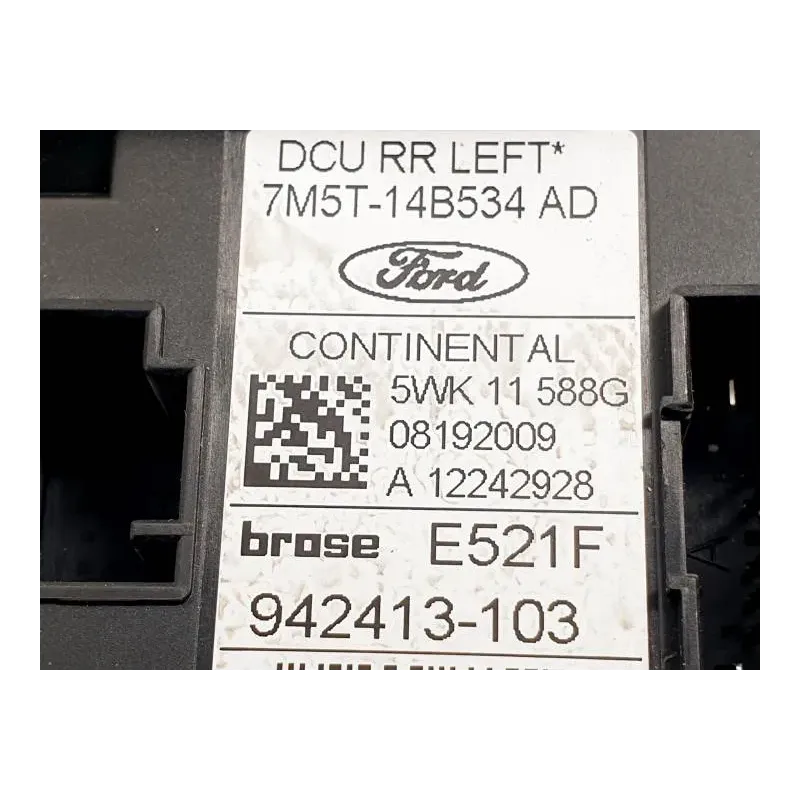 DCU RR LEFT*
7M5T-14B534 AD
Ford
CONTINENTAL
5WK 11 588G
08192009
A 12242928
brose E521F
942413-103